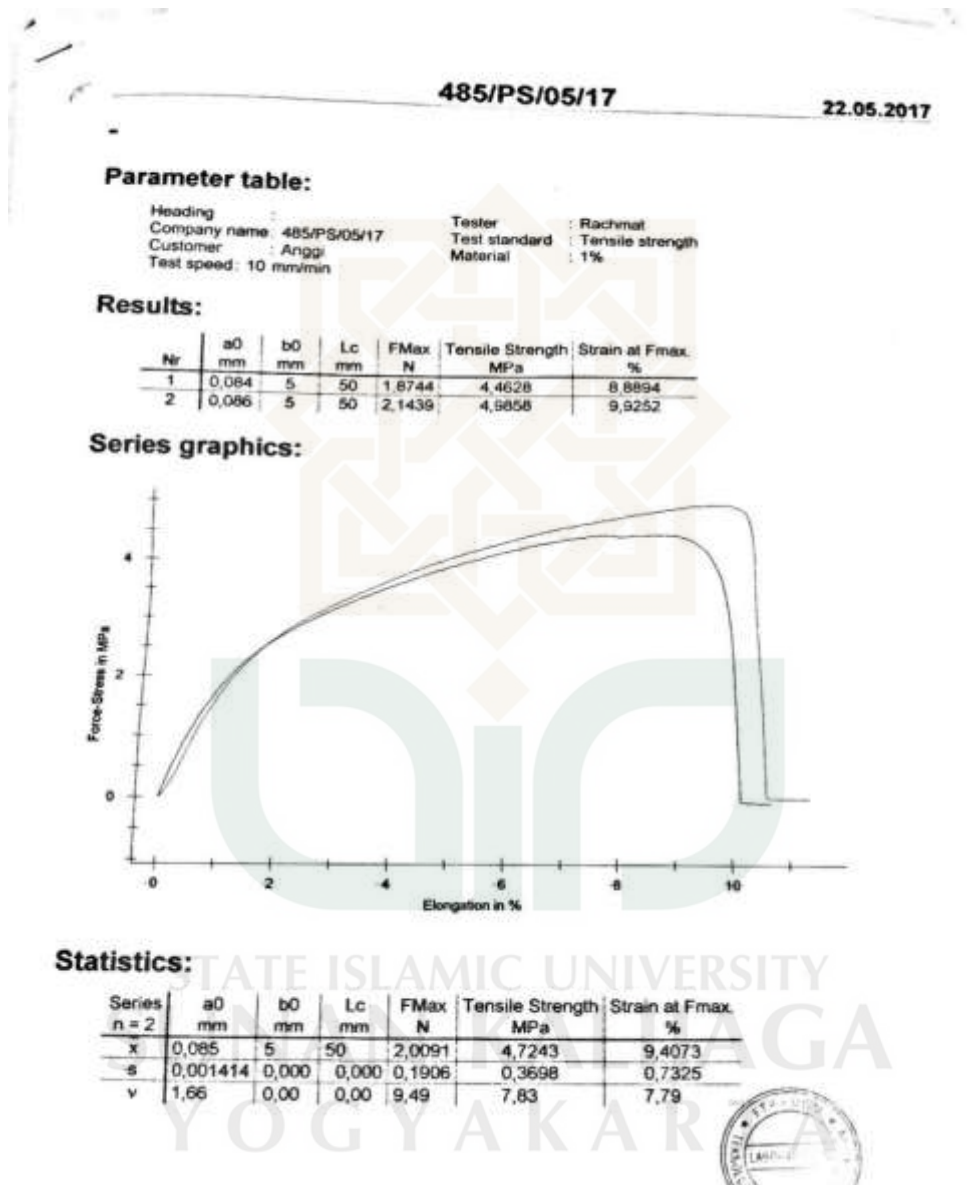 485/PS/05/17
22.05.2017
-
Parameter table:
Heading :
Company name : 485/PS/05/17
Customer : Anggi
Test speed : 10 mm/min
Tester : Rachmat
Test standard : Tensile strength
Material : 1%
Results:
Nr a0 mm b0 mm Lc mm FMax N Tensile Strength MPa Strain at Fmax. %
1 0,084 5 50 1,8744 4,4628 8,8894
2 0,086 5 50 2,1439 4,9858 9,9252
Series graphics:
Force-Stress in MPa
4
2
0
0 2 4 6 8 10
Elongation in %
Statistics:
Series n = 2 a0 mm b0 mm Lc mm FMax N Tensile Strength MPa Strain at Fmax. %
x̄ 0,085 5 50 2,0091 4,7243 9,4073
s 0,001414 0,000 0,000 0,1906 0,3698 0,7325
ν 1,66 0,00 0,00 9,49 7,83 7,79
STATE ISLAMIC UNIVERSITY
SUNAN KALIJAGA
YOGYAKARTA